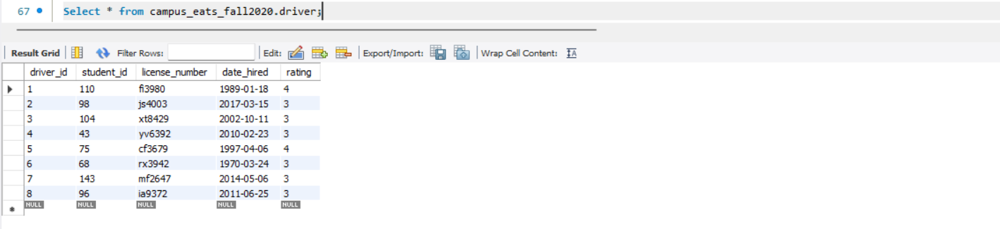 67 Select * from campus_eats_fall2020.driver;
Result Grid Filter Rows: Edit: Export/Import: Wrap Cell Content: IA
driver_id student_id license_number date_hired rating
1 110 fi3980 1989-01-18 4
2 98 js4003 2017-03-15 3
3 104 xt8429 2002-10-11 3
4 43 yv6392 2010-02-23 3
5 75 cf3679 1997-04-06 4
6 68 rx3942 1970-03-24 3
7 143 mf2647 2014-05-06 3
8 96 ia9372 2011-06-25 3
NULL NULL NULL NULL NULL